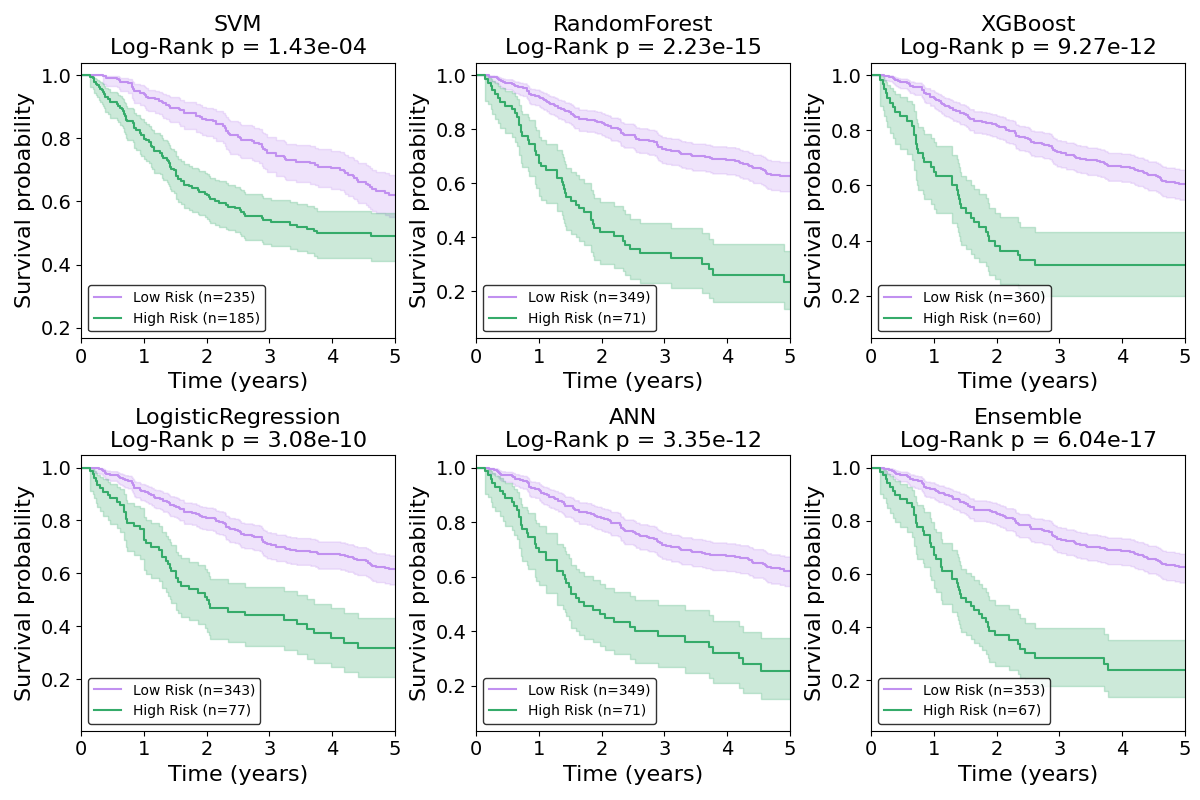 SVM
Log-Rank p = 1.43e-04
Survival probability
1.0
0.8
0.6
0.4
0.2
Low Risk (n=235)
High Risk (n=185)
0 1 2 3 4 5
Time (years)
RandomForest
Log-Rank p = 2.23e-15
Survival probability
1.0
0.8
0.6
0.4
0.2
Low Risk (n=349)
High Risk (n=71)
0 1 2 3 4 5
Time (years)
XGBoost
Log-Rank p = 9.27e-12
Survival probability
1.0
0.8
0.6
0.4
0.2
Low Risk (n=360)
High Risk (n=60)
0 1 2 3 4 5
Time (years)
LogisticRegression
Log-Rank p = 3.08e-10
Survival probability
1.0
0.8
0.6
0.4
0.2
Low Risk (n=343)
High Risk (n=77)
0 1 2 3 4 5
Time (years)
ANN
Log-Rank p = 3.35e-12
Survival probability
1.0
0.8
0.6
0.4
0.2
Low Risk (n=349)
High Risk (n=71)
0 1 2 3 4 5
Time (years)
Ensemble
Log-Rank p = 6.04e-17
Survival probability
1.0
0.8
0.6
0.4
0.2
Low Risk (n=353)
High Risk (n=67)
0 1 2 3 4 5
Time (years)